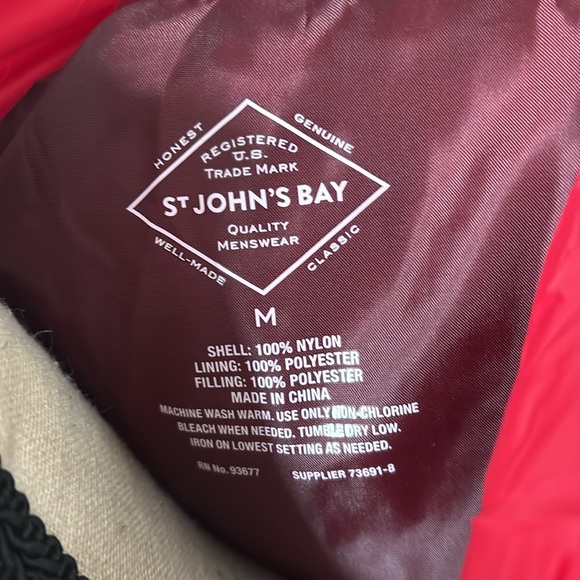 HONEST
GENUINE
REGISTERED
U.S.
TRADE MARK
ST JOHN'S BAY
QUALITY
MENSWEAR
WELL-MADE
CLASSIC
M
SHELL: 100% NYLON
LINING: 100% POLYESTER
FILLING: 100% POLYESTER
MADE IN CHINA
MACHINE WASH WARM. USE ONLY NON-CHLORINE
BLEACH WHEN NEEDED. TUMBLE DRY LOW.
IRON ON LOWEST SETTING AS NEEDED.
RN No. 93677 SUPPLIER 73691-8